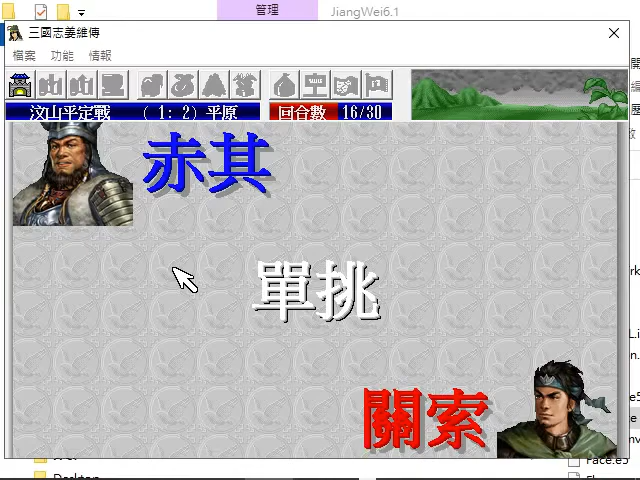 管理
JiangWei6.1
三國志姜維傳
檔案 功能 情報
汶山平定戰 ( 1: 2) 平原
回合數 16/30
赤其
單挑
關索
Desktop
Face.e5